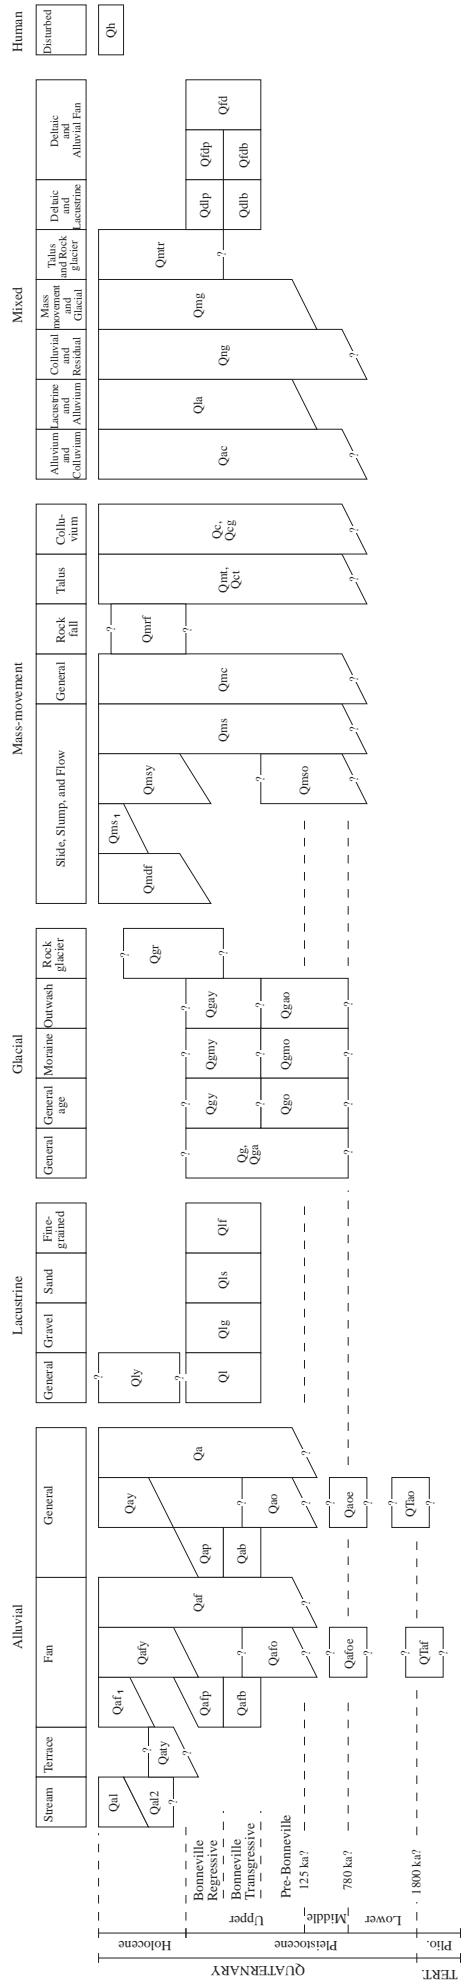 Alluvial
Lacustrine
Glacial
Mass-movement
Mixed
Human
Stream
Terrace
Fan
General
General
Gravel
Sand
Fine-
grained
General
General
age
Moraine
Outwash
Rock
glacier
Slide, Slump, and Flow
General
Rock
fall
Talus
Collu-
vium
Alluvium
and
Colluvium
Lacustrine
and
Alluvium
Colluvial
and
Residual
Mass
movement
and
Glacial
Talus
and Rock
glacier
Deltaic
and
Lacustrine
Deltaic
and
Alluvial Fan
Disturbed
Qal
Qal2
?
?
Qaty
?
Qaf1
Qafp
Qafb
Qafy
?
Qafo
?
?
Qafoe
?
?
QTaf
?
Qaf
?
Qap
Qab
Qay
?
Qao
?
?
Qaoe
?
?
QTao
?
Qa
?
?
Qly
?
Ql
Qlg
Qls
Qlf
?
Qg,
Qga
?
?
Qgy
?
Qgo
?
?
Qgmy
?
Qgmo
?
?
Qgay
?
Qgao
?
?
Qgr
?
Qmdf
Qms1
Qmsy
?
Qmso
?
Qms
?
Qmc
?
?
Qmrf
?
Qmt,
Qct
?
Qc,
Qcg
?
Qac
?
Qla
Qng
?
Qmg
Qmtr
?
Qdlp
Qdlb
Qfdp
Qfdb
Qfd
Qh
Bonneville
Regressive
Bonneville
Transgressive
Pre-Bonneville
125 ka?
780 ka?
1800 ka?
Upper
Middle
Lower
Holocene
Pleistocene
Plio.
QUATERNARY
TERT.